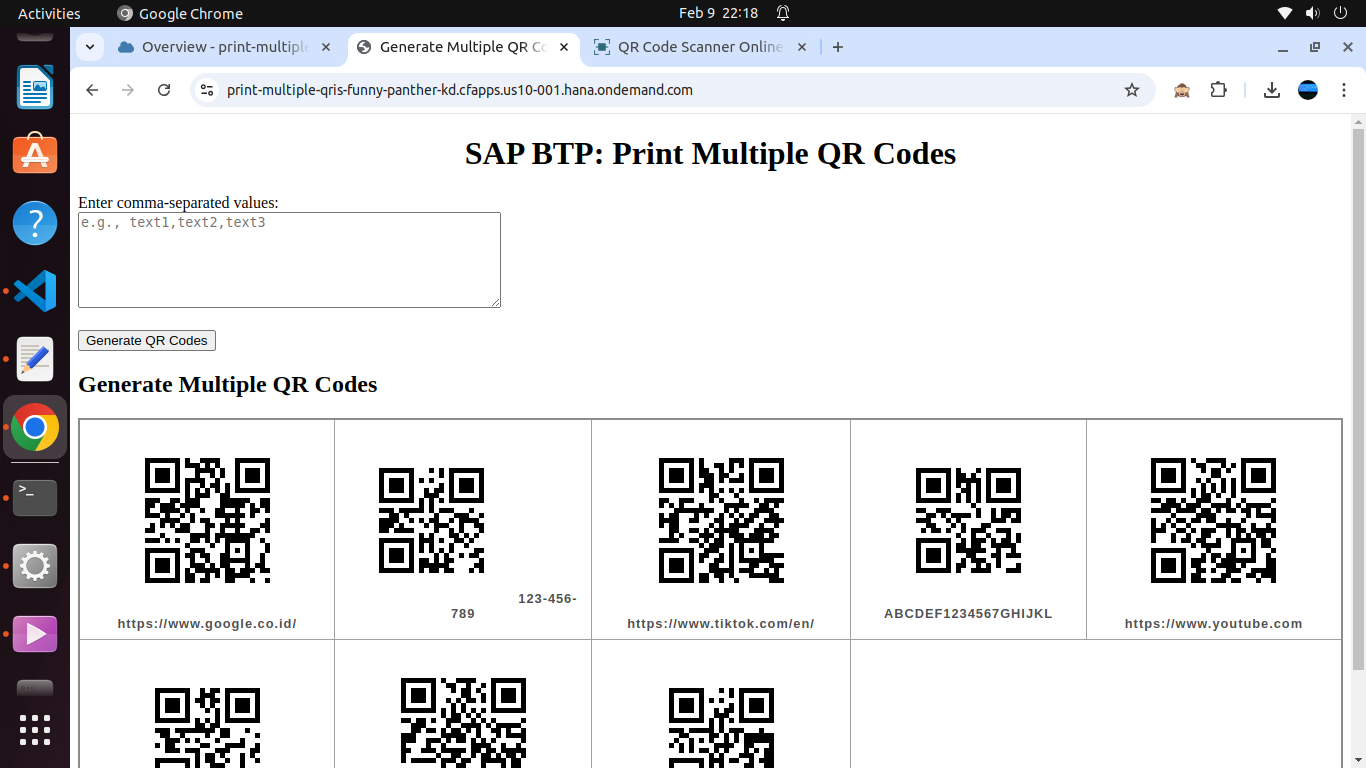 Activities
Google Chrome
Feb 9 22:18
Overview - print-multiple
Generate Multiple QR Co
QR Code Scanner Online
print-multiple-qris-funny-panther-kd.cfapps.us10-001.hana.ondemand.com
SAP BTP: Print Multiple QR Codes
Enter comma-separated values:
e.g., text1,text2,text3
Generate QR Codes
Generate Multiple QR Codes
https://www.google.co.id/
123-456-
789
https://www.tiktok.com/en/
ABCDEF1234567GHIJKL
https://www.youtube.com